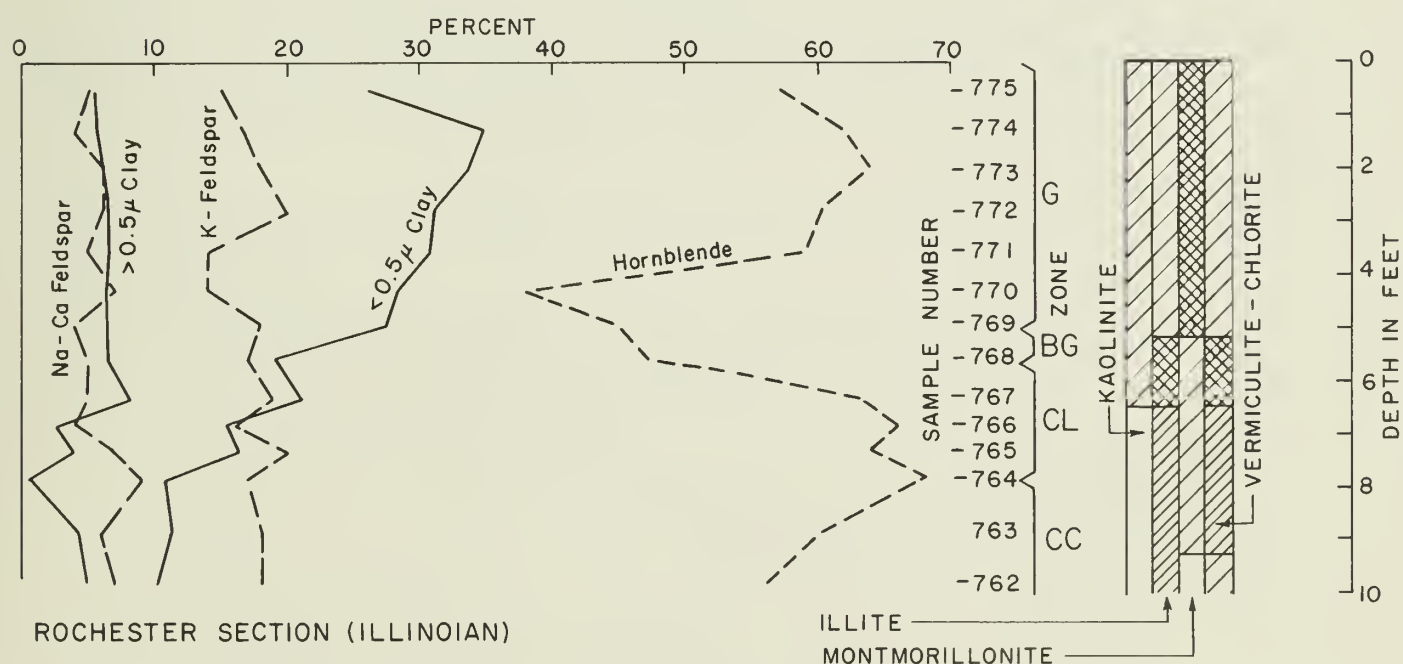 PERCENT
0 10 20 30 40 50 60 70
Na-Ca Feldspar
>0.5μ Clay
K-Feldspar
<0.5μ Clay
Hornblende
SAMPLE NUMBER
-775
-774
-773
-772
-771
-770
-769
-768
-767
-766
-765
-764
763
-762
ZONE
G
BG
CL
CC
KAOLINITE
VERMICULITE-CHLORITE
0
2
4
6
8
10
DEPTH IN FEET
ROCHESTER SECTION (ILLINOIAN)
ILLITE
MONTMORILLONITE